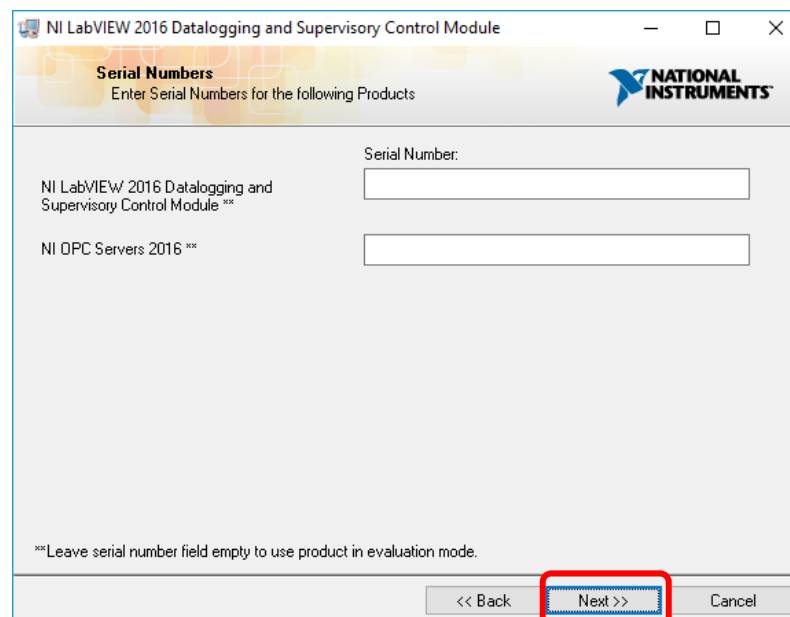 NI LabVIEW 2016 Datalogging and Supervisory Control Module
Serial Numbers
Enter Serial Numbers for the following Products
NATIONAL
INSTRUMENTS™
Serial Number:
NI LabVIEW 2016 Datalogging and
Supervisory Control Module **
NI OPC Servers 2016 **
**Leave serial number field empty to use product in evaluation mode.
<< Back
Next >>
Cancel